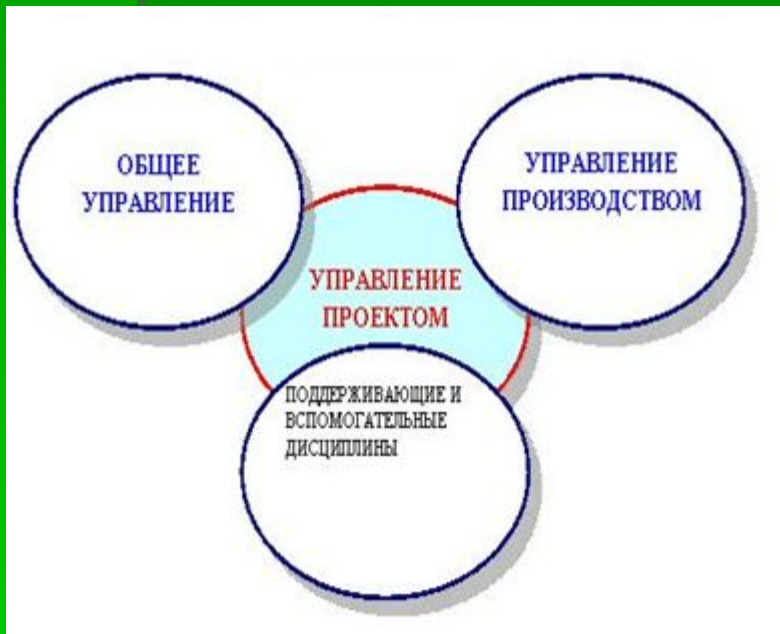 ОБЩЕЕ
УПРАВЛЕНИЕ
УПРАВЛЕНИЕ
ПРОИЗВОДСТВОМ
УПРАВЛЕНИЕ
ПРОЕКТОМ
ПОДДЕРЖИВАЮЩИЕ И
ВСПОМОГАТЕЛЬНЫЕ
ДИСЦИПЛИНЫ